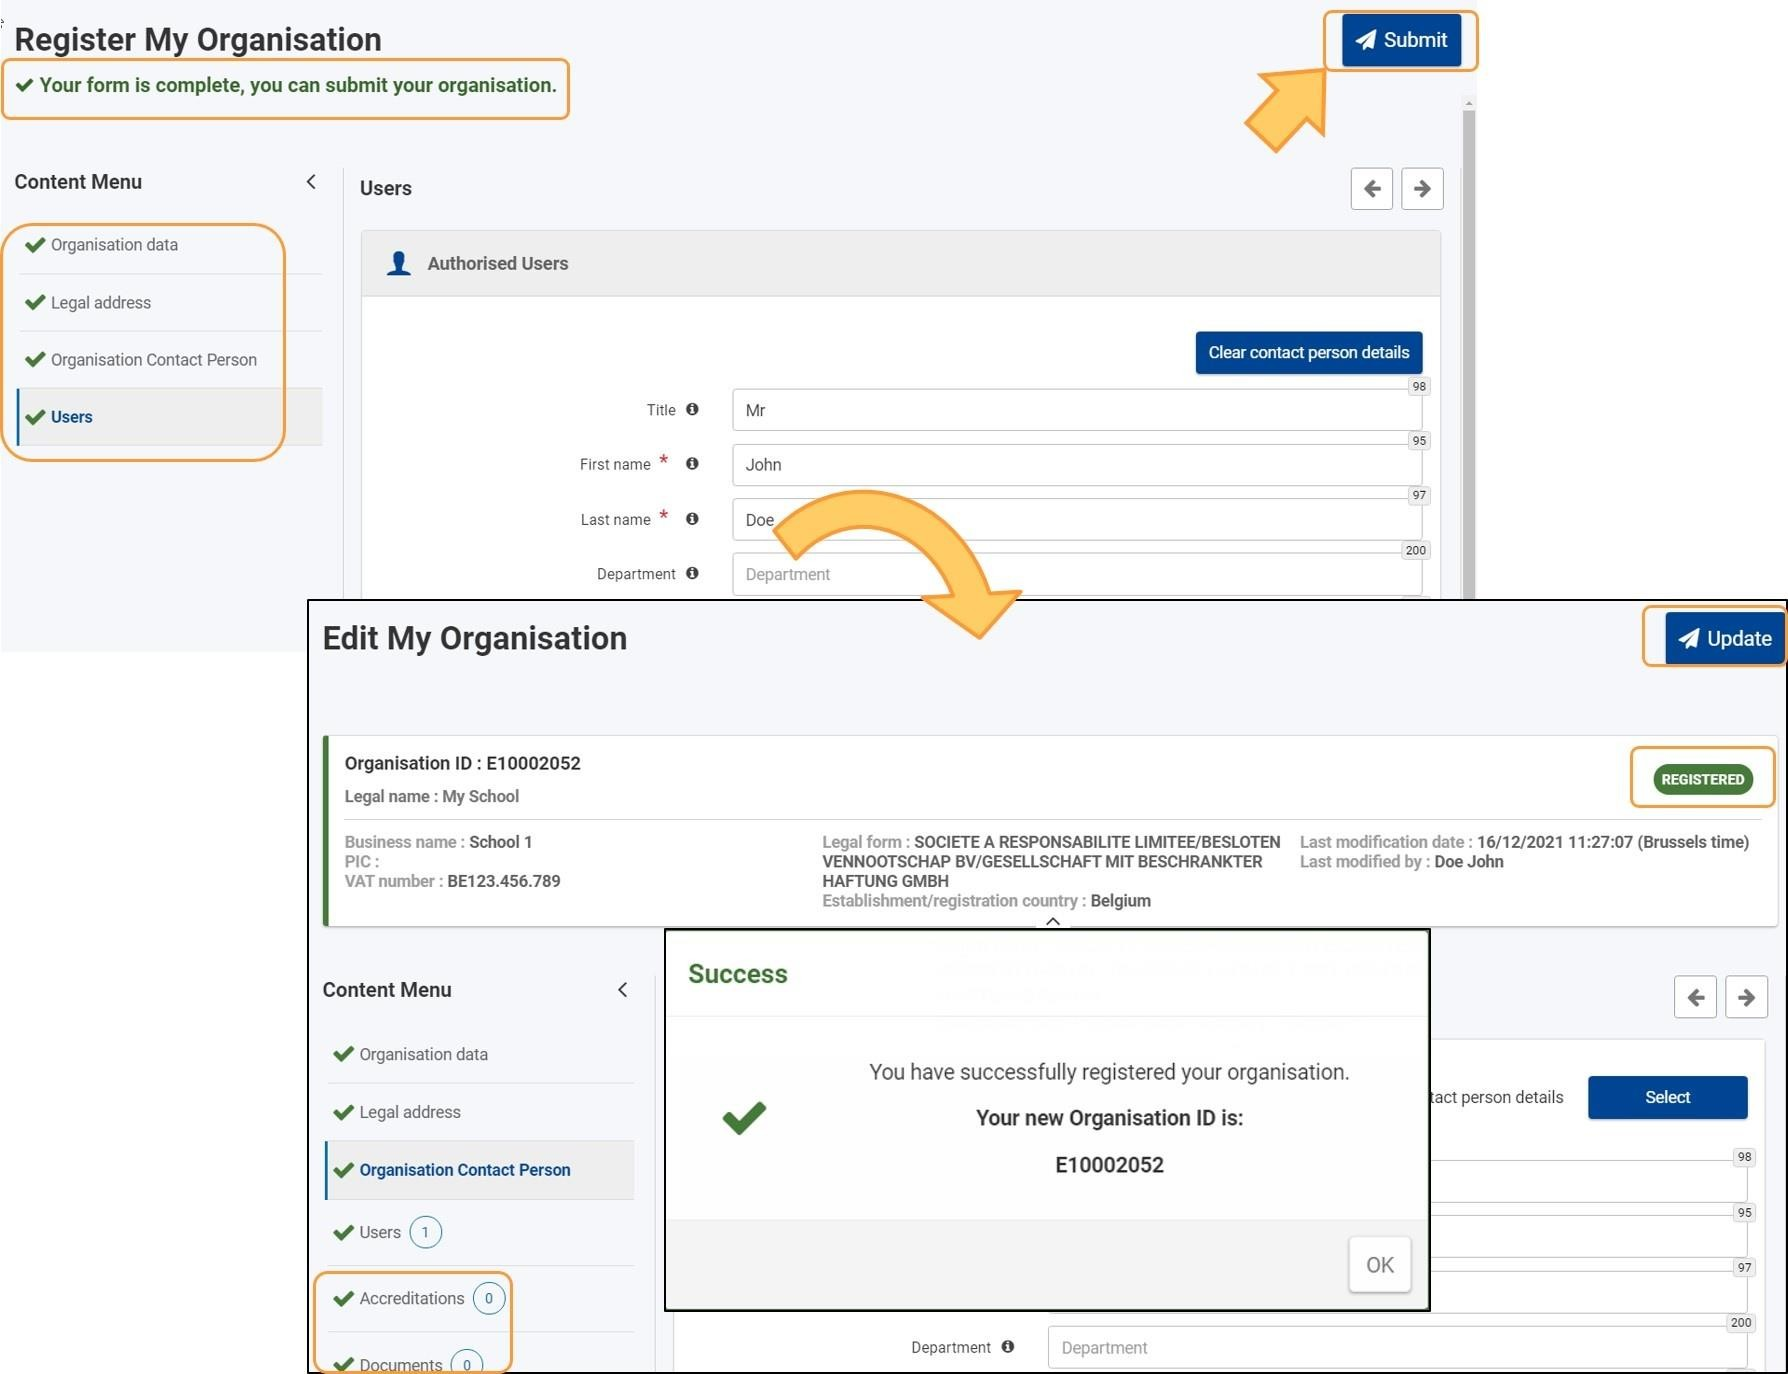 Register My Organisation
Submit
Your form is complete, you can submit your organisation.
Content Menu
Organisation data
Legal address
Organisation Contact Person
Users
Users
Authorised Users
Clear contact person details
98
Title
Mr
95
First name *
John
97
Last name *
Doe
200
Department
Department
Edit My Organisation
Update
Organisation ID : E10002052
REGISTERED
Legal name : My School
Business name : School 1
PIC :
VAT number : BE123.456.789
Legal form : SOCIETE A RESPONSABILITE LIMITEE/BESLOTEN
VENNOOTSCHAP BV/GESELLSCHAFT MIT BESCHRANKTER
HAFTUNG GMBH
Establishment/registration country : Belgium
Last modification date : 16/12/2021 11:27:07 (Brussels time)
Last modified by : Doe John
Content Menu
Organisation data
Legal address
Organisation Contact Person
Users 1
Accreditations 0
Documents 0
Success
You have successfully registered your organisation.
Your new Organisation ID is:
E10002052
OK
tact person details
Select
98
95
97
200
Department
Department